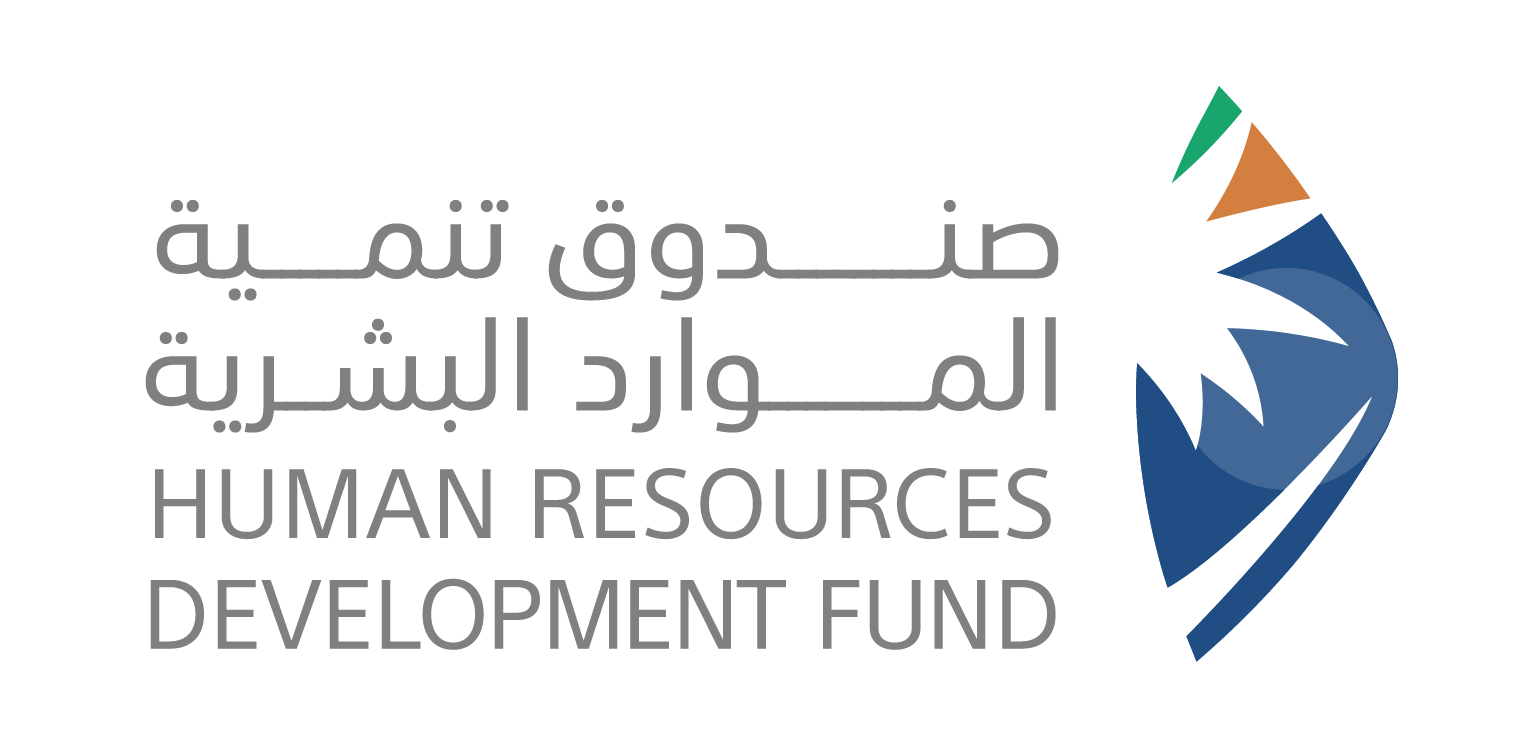 صندوق تنمية
الموارد البشرية
HUMAN RESOURCES
DEVELOPMENT FUND